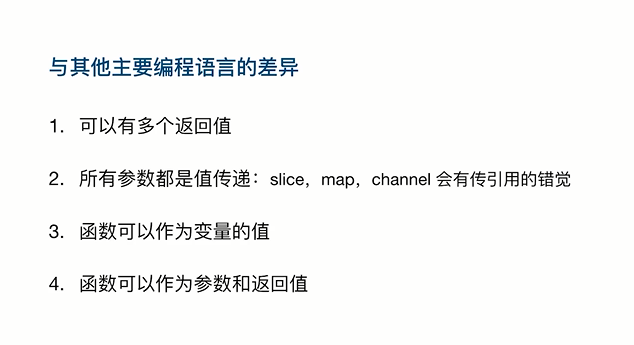 与其他主要编程语言的差异
1. 可以有多个返回值
2. 所有参数都是值传递：slice，map，channel 会有传引用的错觉
3. 函数可以作为变量的值
4. 函数可以作为参数和返回值